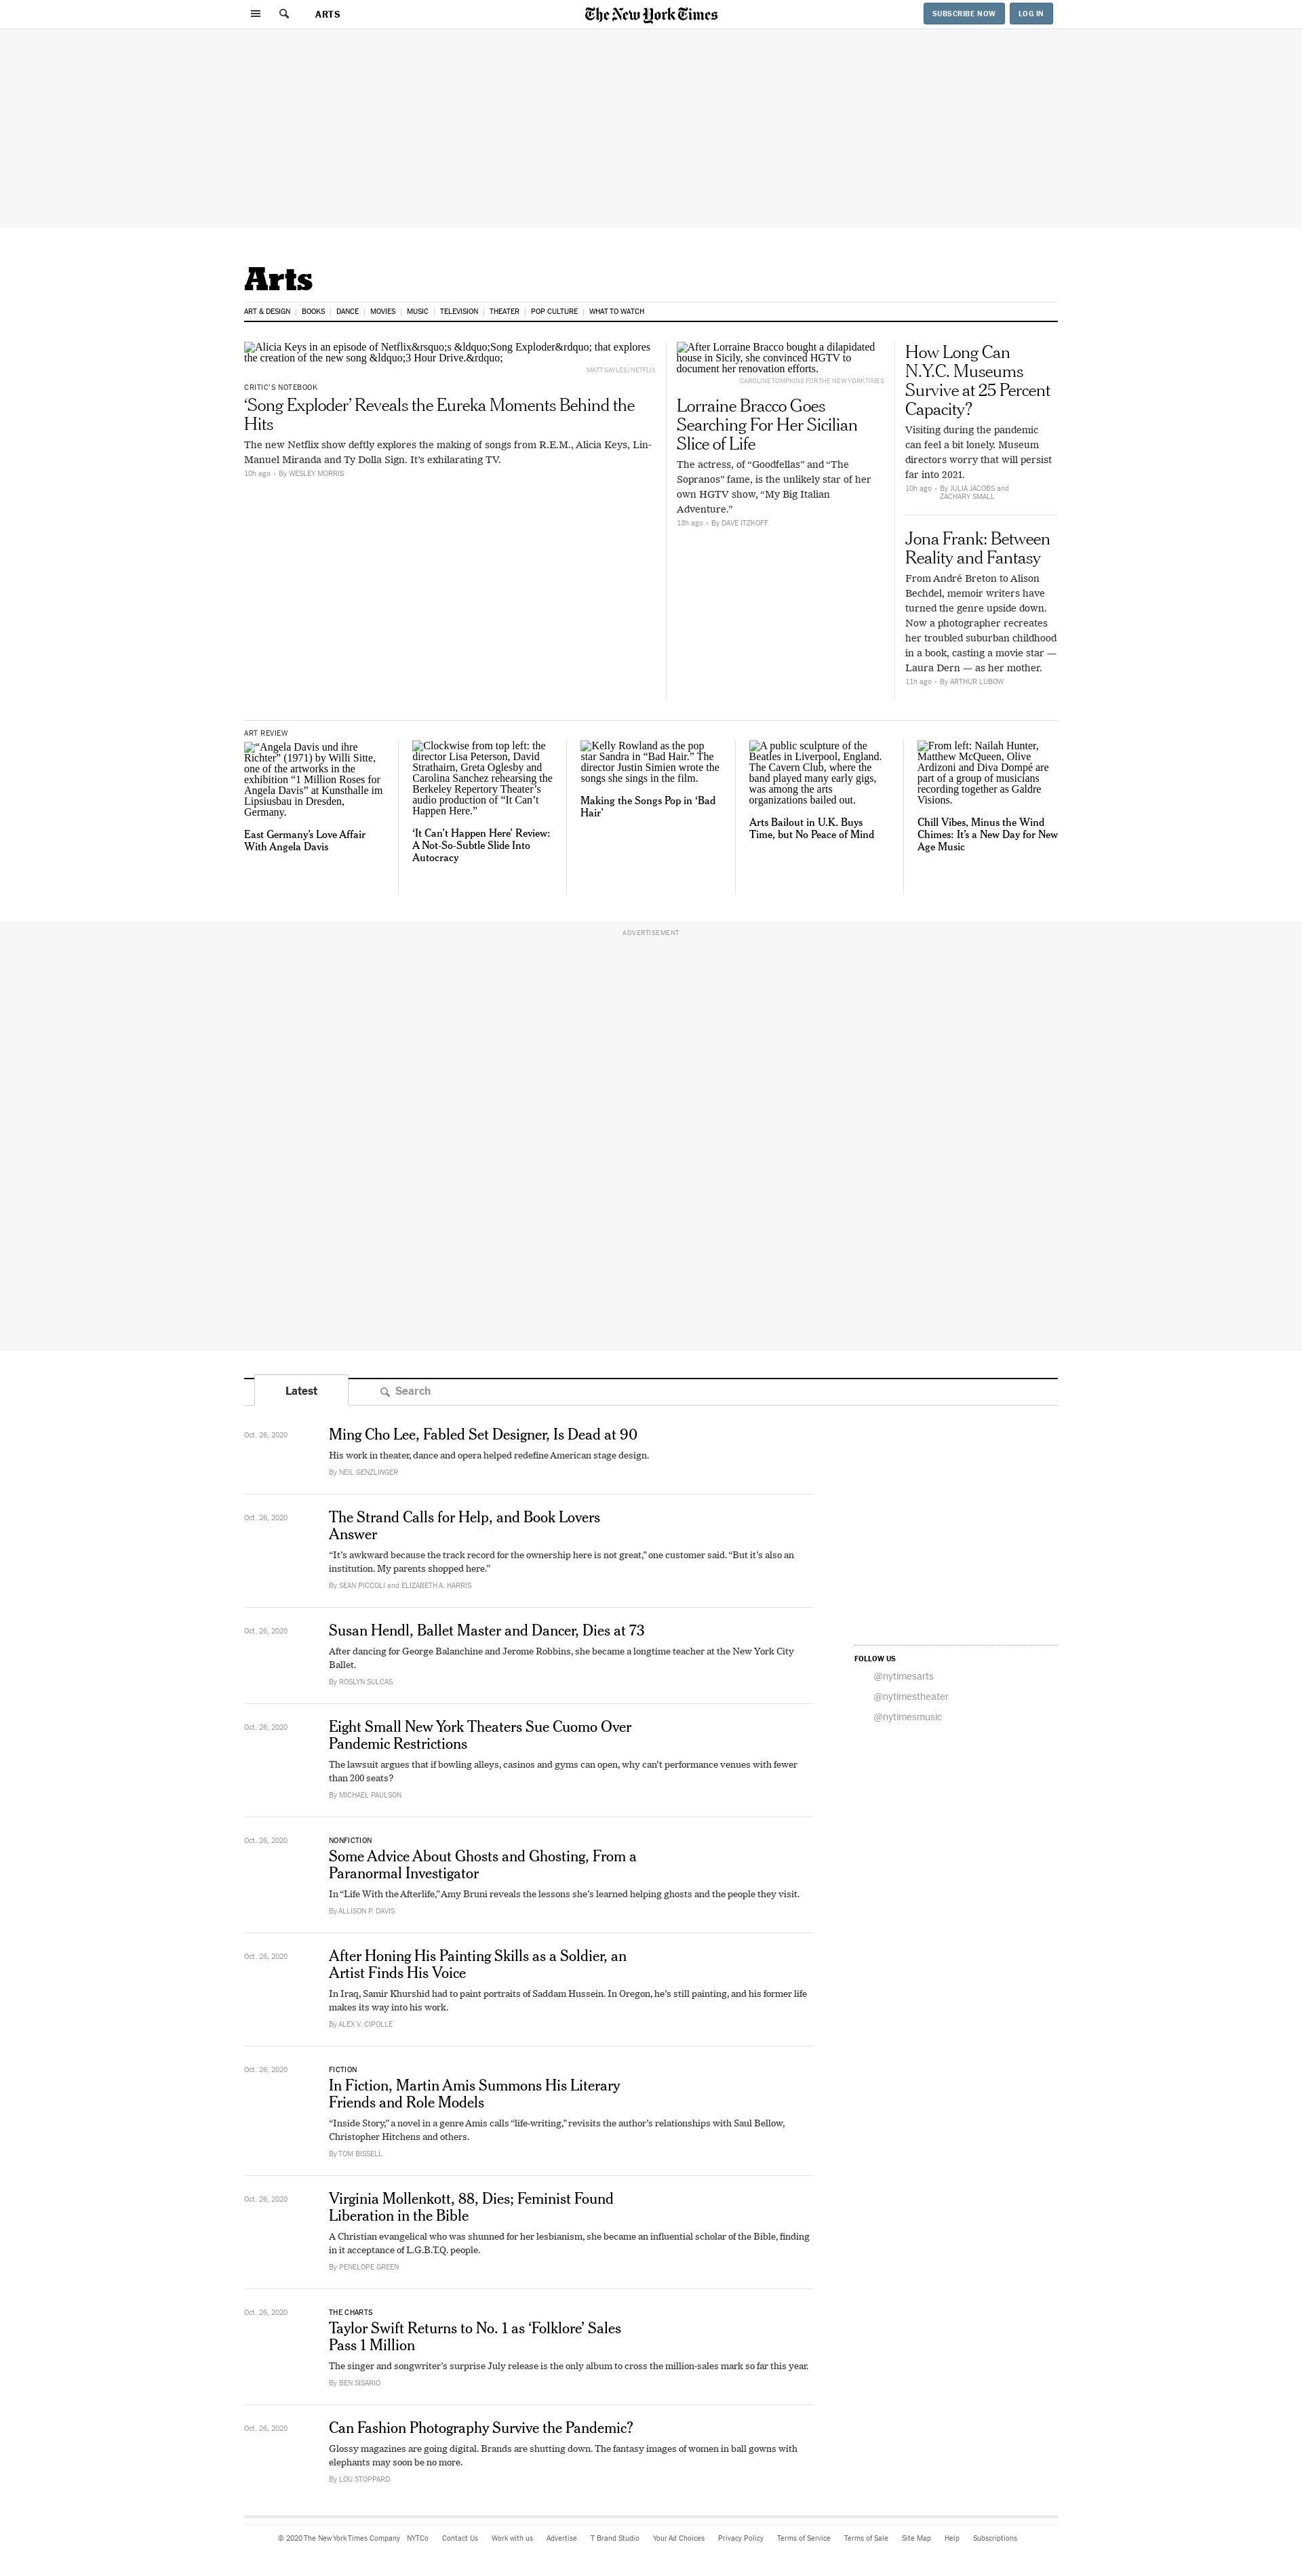 ARTS
The New York Times
SUBSCRIBE NOW
LOG IN
Arts
ART & DESIGN
BOOKS
DANCE
MOVIES
MUSIC
TELEVISION
THEATER
POP CULTURE
WHAT TO WATCH
Alicia Keys in an episode of Netflix&rsquo;s &ldquo;Song Exploder&rdquo; that explores
the creation of the new song &ldquo;3 Hour Drive.&rdquo;
MATT SAYLES/NETFLIX
CRITIC'S NOTEBOOK
‘Song Exploder’ Reveals the Eureka Moments Behind the
Hits
The new Netflix show deftly explores the making of songs from R.E.M., Alicia Keys, Lin-
Manuel Miranda and Ty Dolla Sign. It’s exhilarating TV.
10h ago • By WESLEY MORRIS
After Lorraine Bracco bought a dilapidated
house in Sicily, she convinced HGTV to
document her renovation efforts.
CAROLINE TOMPKINS FOR THE NEW YORK TIMES
Lorraine Bracco Goes
Searching For Her Sicilian
Slice of Life
The actress, of “Goodfellas” and “The
Sopranos” fame, is the unlikely star of her
own HGTV show, “My Big Italian
Adventure.”
13h ago • By DAVE ITZKOFF
How Long Can
N.Y.C. Museums
Survive at 25 Percent
Capacity?
Visiting during the pandemic
can feel a bit lonely. Museum
directors worry that will persist
far into 2021.
10h ago • By JULIA JACOBS and
ZACHARY SMALL
Jona Frank: Between
Reality and Fantasy
From André Breton to Alison
Bechdel, memoir writers have
turned the genre upside down.
Now a photographer recreates
her troubled suburban childhood
in a book, casting a movie star —
Laura Dern — as her mother.
11h ago • By ARTHUR LUBOW
ART REVIEW
“Angela Davis und ihre
Richter” (1971) by Willi Sitte,
one of the artworks in the
exhibition “1 Million Roses for
Angela Davis” at Kunsthalle im
Lipsiusbau in Dresden,
Germany.
East Germany’s Love Affair
With Angela Davis
Clockwise from top left: the
director Lisa Peterson, David
Strathairn, Greta Oglesby and
Carolina Sanchez rehearsing the
Berkeley Repertory Theater’s
audio production of “It Can’t
Happen Here.”
‘It Can’t Happen Here’ Review:
A Not-So-Subtle Slide Into
Autocracy
Kelly Rowland as the pop
star Sandra in “Bad Hair.” The
director Justin Simien wrote the
songs she sings in the film.
Making the Songs Pop in ‘Bad
Hair’
A public sculpture of the
Beatles in Liverpool, England.
The Cavern Club, where the
band played many early gigs,
was among the arts
organizations bailed out.
Arts Bailout in U.K. Buys
Time, but No Peace of Mind
From left: Nailah Hunter,
Matthew McQueen, Olive
Ardizoni and Diva Dompé are
part of a group of musicians
recording together as Galdre
Visions.
Chill Vibes, Minus the Wind
Chimes: It’s a New Day for New
Age Music
ADVERTISEMENT
Latest
Search
Oct. 26, 2020
Ming Cho Lee, Fabled Set Designer, Is Dead at 90
His work in theater, dance and opera helped redefine American stage design.
By NEIL GENZLINGER
Oct. 26, 2020
The Strand Calls for Help, and Book Lovers
Answer
“It’s awkward because the track record for the ownership here is not great,” one customer said. “But it’s also an
institution. My parents shopped here.”
By SEAN PICCOLI and ELIZABETH A. HARRIS
Oct. 26, 2020
Susan Hendl, Ballet Master and Dancer, Dies at 73
After dancing for George Balanchine and Jerome Robbins, she became a longtime teacher at the New York City
Ballet.
By ROSLYN SULCAS
FOLLOW US
@nytimesarts
@nytimestheater
@nytimesmusic
Oct. 26, 2020
Eight Small New York Theaters Sue Cuomo Over
Pandemic Restrictions
The lawsuit argues that if bowling alleys, casinos and gyms can open, why can’t performance venues with fewer
than 200 seats?
By MICHAEL PAULSON
Oct. 26, 2020
NONFICTION
Some Advice About Ghosts and Ghosting, From a
Paranormal Investigator
In “Life With the Afterlife,” Amy Bruni reveals the lessons she’s learned helping ghosts and the people they visit.
By ALLISON P. DAVIS
Oct. 26, 2020
After Honing His Painting Skills as a Soldier, an
Artist Finds His Voice
In Iraq, Samir Khurshid had to paint portraits of Saddam Hussein. In Oregon, he’s still painting, and his former life
makes its way into his work.
By ALEX V. CIPOLLE
Oct. 26, 2020
FICTION
In Fiction, Martin Amis Summons His Literary
Friends and Role Models
“Inside Story,” a novel in a genre Amis calls “life-writing,” revisits the author’s relationships with Saul Bellow,
Christopher Hitchens and others.
By TOM BISSELL
Oct. 26, 2020
Virginia Mollenkott, 88, Dies; Feminist Found
Liberation in the Bible
A Christian evangelical who was shunned for her lesbianism, she became an influential scholar of the Bible, finding
in it acceptance of L.G.B.T.Q. people.
By PENELOPE GREEN
Oct. 26, 2020
THE CHARTS
Taylor Swift Returns to No. 1 as ‘Folklore’ Sales
Pass 1 Million
The singer and songwriter’s surprise July release is the only album to cross the million-sales mark so far this year.
By BEN SISARIO
Oct. 26, 2020
Can Fashion Photography Survive the Pandemic?
Glossy magazines are going digital. Brands are shutting down. The fantasy images of women in ball gowns with
elephants may soon be no more.
By LOU STOPPARD
© 2020 The New York Times Company
NYTCo
Contact Us
Work with us
Advertise
T Brand Studio
Your Ad Choices
Privacy Policy
Terms of Service
Terms of Sale
Site Map
Help
Subscriptions